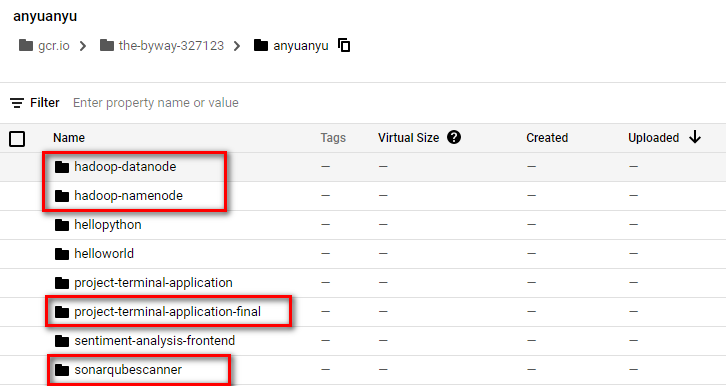 anyuanyu
gcr.io > the-byway-327123 > anyuanyu
Filter Enter property name or value
Name Tags Virtual Size ? Created Uploaded ↓
hadoop-datanode — — — —
hadoop-namenode — — — —
hellopython — — — —
helloworld — — — —
project-terminal-application — — — —
project-terminal-application-final — — — —
sentiment-analysis-frontend — — — —
sonarqubescanner — — — —